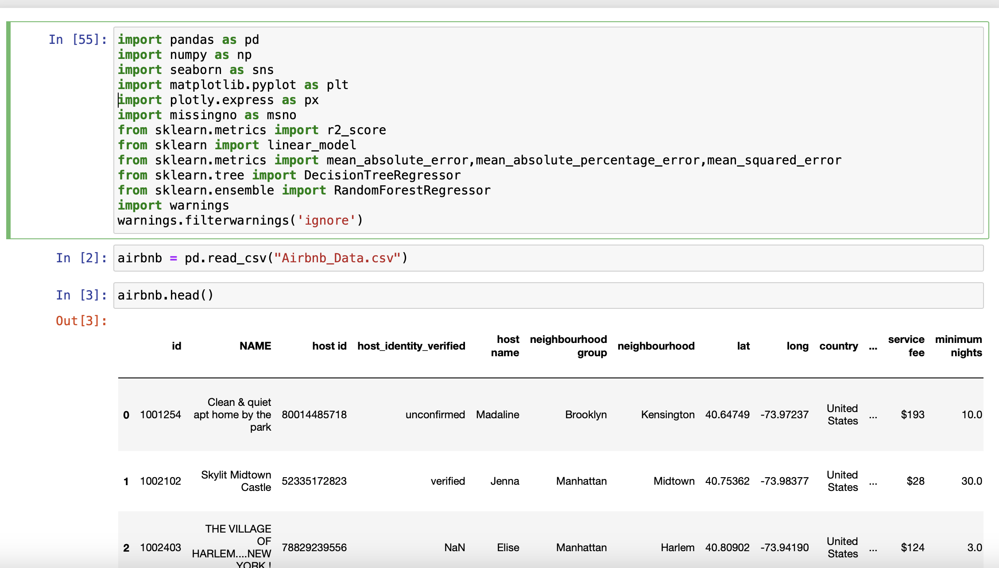 In [55]: import pandas as pd
import numpy as np
import seaborn as sns
import matplotlib.pyplot as plt
import plotly.express as px
import missingno as msno
from sklearn.metrics import r2_score
from sklearn import linear_model
from sklearn.metrics import mean_absolute_error,mean_absolute_percentage_error,mean_squared_error
from sklearn.tree import DecisionTreeRegressor
from sklearn.ensemble import RandomForestRegressor
import warnings
warnings.filterwarnings('ignore')
In [2]: airbnb = pd.read_csv("Airbnb_Data.csv")
In [3]: airbnb.head()
Out[3]:
id NAME host id host_identity_verified host name neighbourhood group neighbourhood lat long country ... service fee minimum nights
0 1001254 Clean & quiet apt home by the park 80014485718 unconfirmed Madaline Brooklyn Kensington 40.64749 -73.97237 United States ... $193 10.0
1 1002102 Skylit Midtown Castle 52335172823 verified Jenna Manhattan Midtown 40.75362 -73.98377 United States ... $28 30.0
2 1002403 THE VILLAGE OF HARLEM....NEW YORK ! 78829239556 NaN Elise Manhattan Harlem 40.80902 -73.94190 United States ... $124 3.0